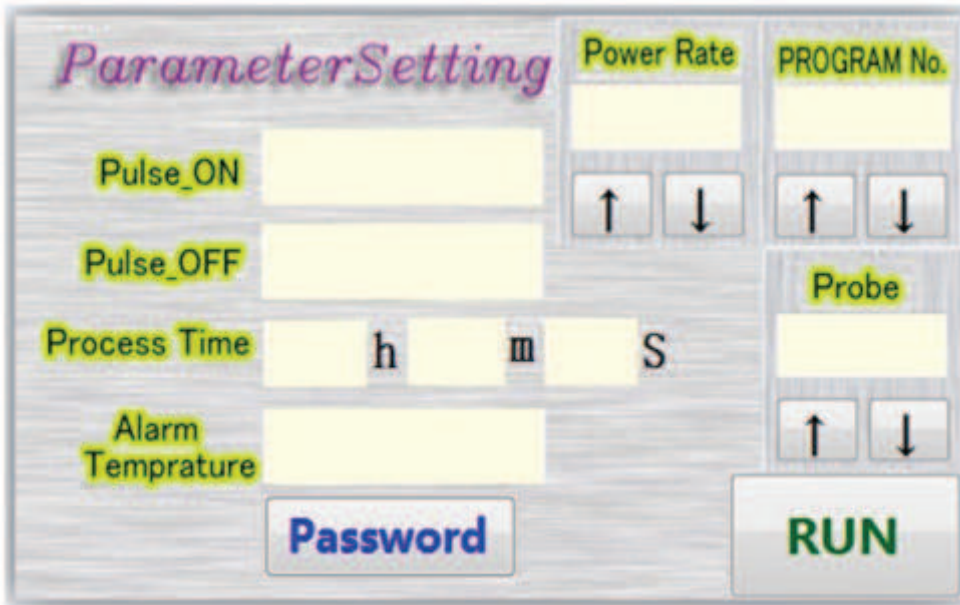 ParameterSetting
Power Rate
PROGRAM No.
Pulse_ON
↑ ↓
↑ ↓
Pulse_OFF
Probe
Process Time h m S
Alarm
Temprature
↑ ↓
Password
RUN